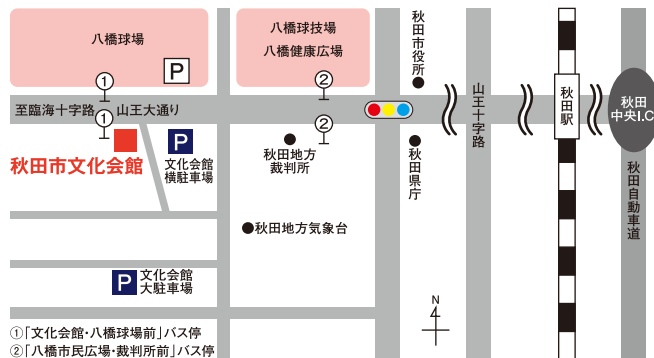 八橋球場
P
八橋球技場
八橋健康広場
秋田市役所
①
②
至臨海十字路
山王大通り
①
②
山王十字路
秋田駅
秋田
中央I.C
秋田市文化会館
P
文化会館
横駐車場
秋田地方
裁判所
秋田県庁
秋田自動車道
秋田地方気象台
P
文化会館
大駐車場
N
①「文化会館・八橋球場前」バス停
②「八橋市民広場・裁判所前」バス停